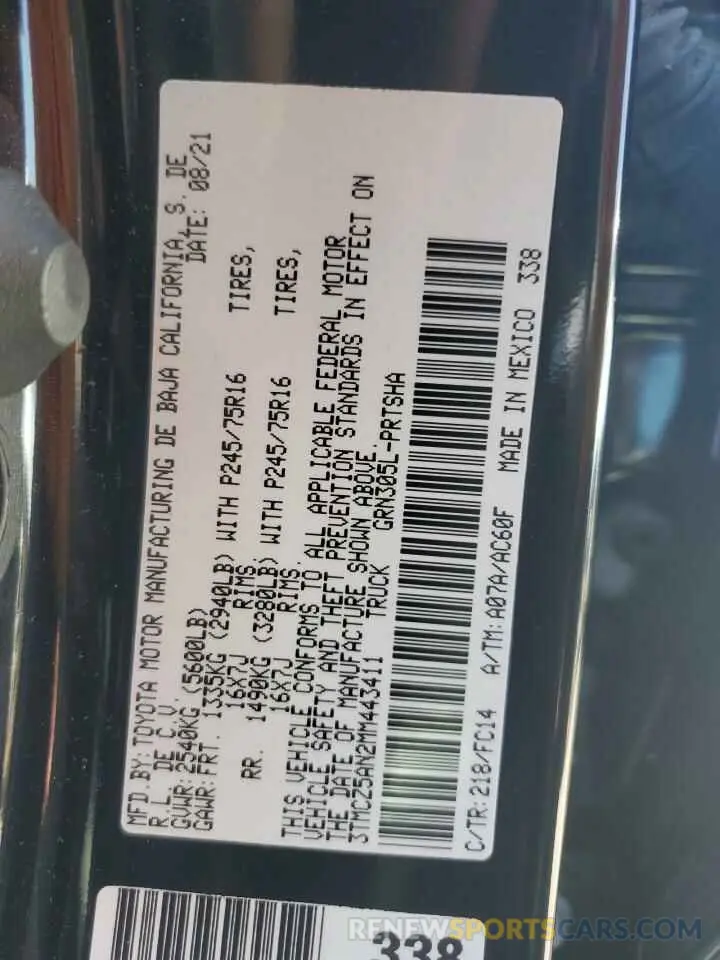 MFD.BY:TOYOTA MOTOR MANUFACTURING DE BAJA CALIFORNIA, S. DE
R.L. DE C.V. DATE: 08/21
GVWR:2540KG (5600LB)
GAWR:FRT. 1335KG (2940LB) WITH P245/75R16 TIRES,
16X7J RIMS.
RR. 1490KG (3280LB) WITH P245/75R16 TIRES,
16X7J RIMS.
THIS VEHICLE CONFORMS TO ALL APPLICABLE FEDERAL MOTOR
VEHICLE SAFETY AND THEFT PREVENTION STANDARDS IN EFFECT ON
THE DATE OF MANUFACTURE SHOWN ABOVE.
3TMCZ5AN2MM443411 TRUCK GRN305L-PRTSHA
C/TR:218/FC14 A/TM:A07A/AC60F MADE IN MEXICO 338
338
RENEWSPORTSCARS.COM